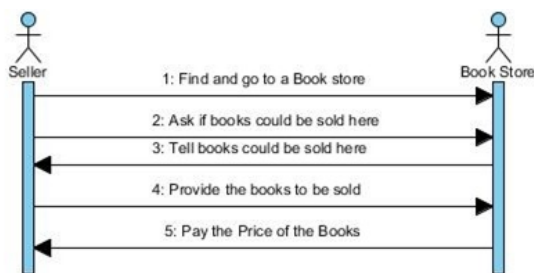 Seller
Book Store
1: Find and go to a Book store
2: Ask if books could be sold here
3: Tell books could be sold here
4: Provide the books to be sold
5: Pay the Price of the Books